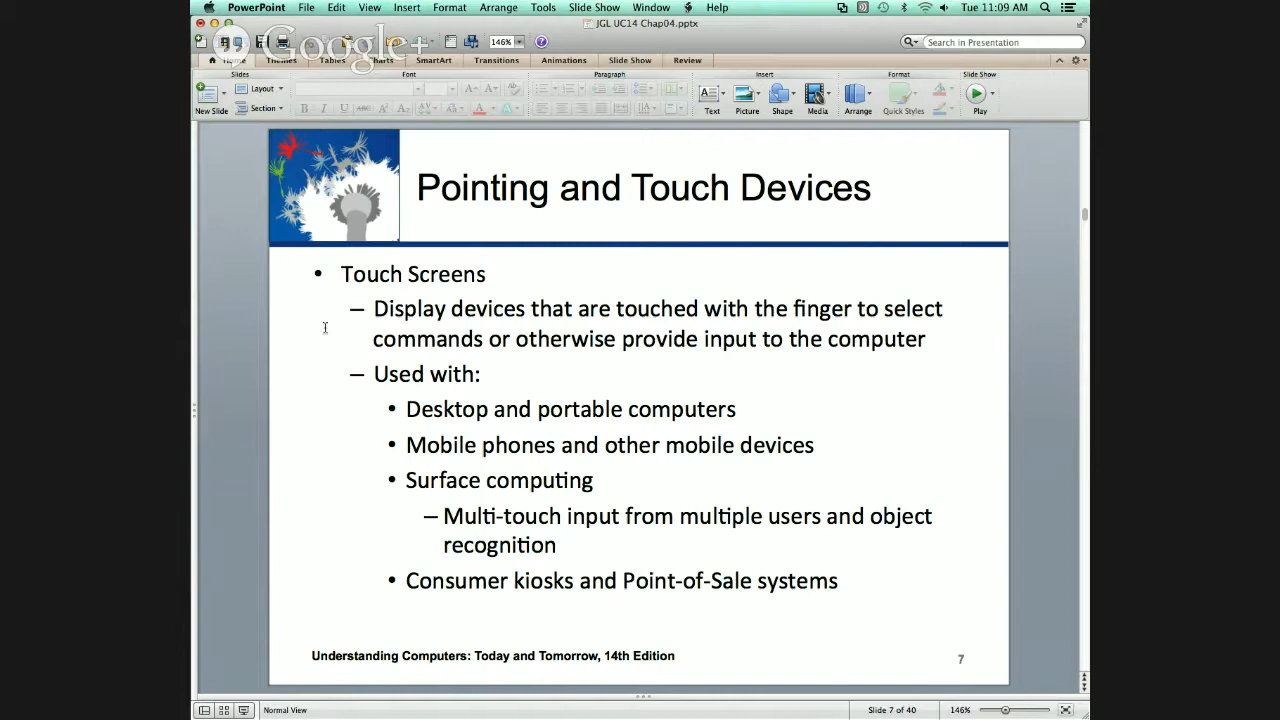 PowerPoint File Edit View Insert Format Arrange Tools Slide Show Window Help Tue 11:09 AM
JGL UC14 Chap04.pptx
Google+
146% Search in Presentation
Home Themes Tables Charts SmartArt Transitions Animations Slide Show Review
Slides Font Paragraph Insert Format Slide Show
Layout
New Slide Section Text Picture Shape Media Arrange Quick Styles Play
Pointing and Touch Devices
• Touch Screens
– Display devices that are touched with the finger to select
commands or otherwise provide input to the computer
– Used with:
• Desktop and portable computers
• Mobile phones and other mobile devices
• Surface computing
– Multi-touch input from multiple users and object
recognition
• Consumer kiosks and Point-of-Sale systems
Understanding Computers: Today and Tomorrow, 14th Edition 7
Normal View Slide 7 of 40 146%